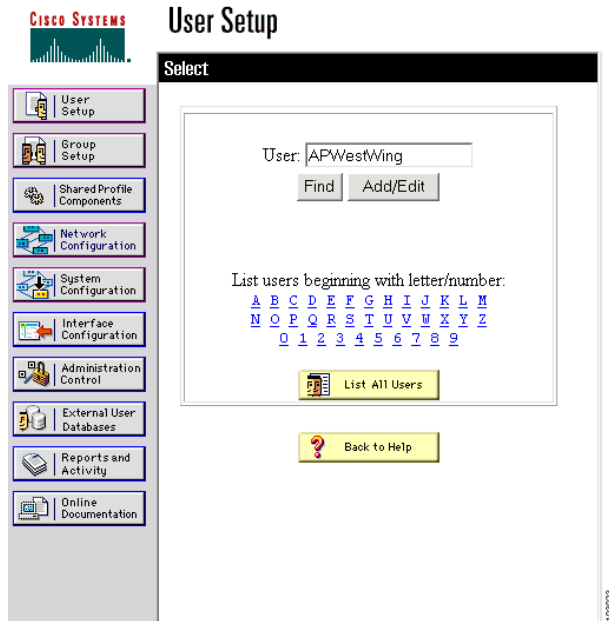 CISCO SYSTEMS
User Setup
Select
User Setup
Group Setup
Shared Profile Components
Network Configuration
System Configuration
Interface Configuration
Administration Control
External User Databases
Reports and Activity
Online Documentation
User: APWestWing
Find Add/Edit
List users beginning with letter/number:
A B C D E F G H I J K L M
N O P Q R S T U V W X Y Z
0 1 2 3 4 5 6 7 8 9
List All Users
Back to Help